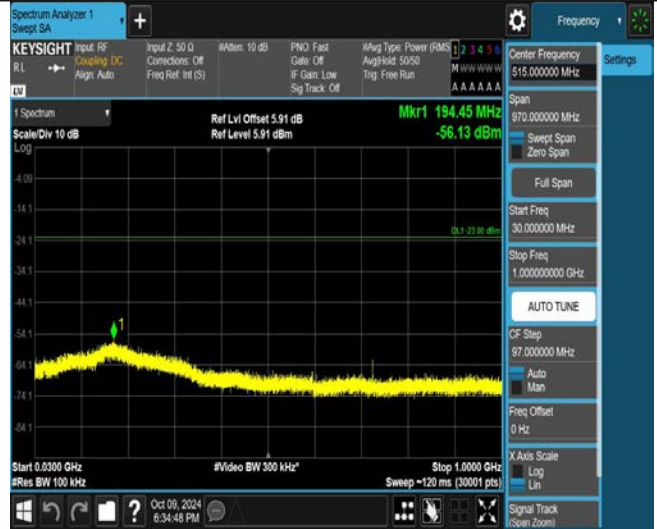 Spectrum Analyzer 1
Swept SA
+
Frequency
KEYSIGHT
RL
LV
Input: RF
Coupling: DC
Align: Auto
Input Z: 50 Ω
Corrections: Off
Freq Ref: Int (S)
#Atten: 10 dB
PNO: Fast
Gate: Off
IF Gain: Low
Sig Track: Off
#Avg Type: Power (RMS
Avg|Hold: 50/50
Trig: Free Run
1 2 3 4 5 6
M W W W W W
A A A A A A
1 Spectrum
Scale/Div 10 dB
Log
Ref Lvl Offset 5.91 dB
Ref Level 5.91 dBm
Mkr1 194.45 MHz
-56.13 dBm
-4.09
-14.1
DL1 -23.00 dBm
-24.1
-34.1
-44.1
1
-54.1
-64.1
-74.1
-84.1
Start 0.0300 GHz
#Res BW 100 kHz
#Video BW 300 kHz*
Stop 1.0000 GHz
Sweep ~120 ms (30001 pts)
Oct 09, 2024
6:34:48 PM
Center Frequency
515.000000 MHz
Settings
Span
970.000000 MHz
Swept Span
Zero Span
Full Span
Start Freq
30.000000 MHz
Stop Freq
1.000000000 GHz
AUTO TUNE
CF Step
97.000000 MHz
Auto
Man
Freq Offset
0 Hz
X Axis Scale
Log
Lin
Signal Track
(Span Zoom)